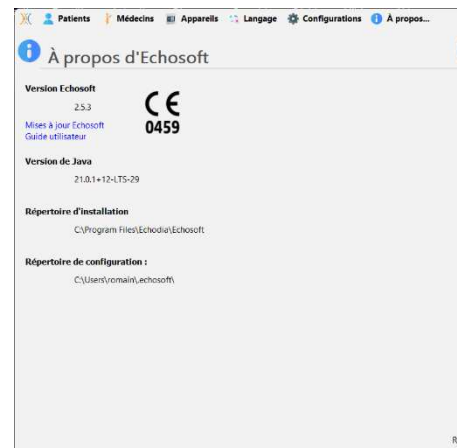 Patients Médecins Appareils Langage Configurations À propos...
À propos d'Echosoft
Version Echosoft
2.5.3
CE
0459
Mises à jour Echosoft
Guide utilisateur
Version de Java
21.0.1+12-LTS-29
Répertoire d'installation
C:\Program Files\Echodia\Echosoft
Répertoire de configuration :
C:\Users\romain\.echosoft\
R